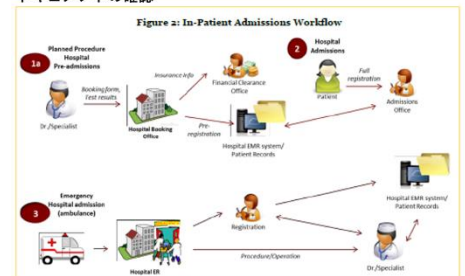 Figure 2: In-Patient Admissions Workflow
1a
Planned Procedure
Hospital
Pre-admissions
Dr./Specialist
Booking form,
Test results
Hospital Booking
Office
Insurance Info
Financial Clearance
Office
Pre-
registration
Hospital EMR system/
Patient Records
2
Hospital
Admissions
Patient
Full
registration
Admissions
Office
3
Emergency
Hospital admission
(ambulance)
Hospital ER
Registration
Procedure/Operation
Hospital EMR system/
Patient Records
Dr./Specialist